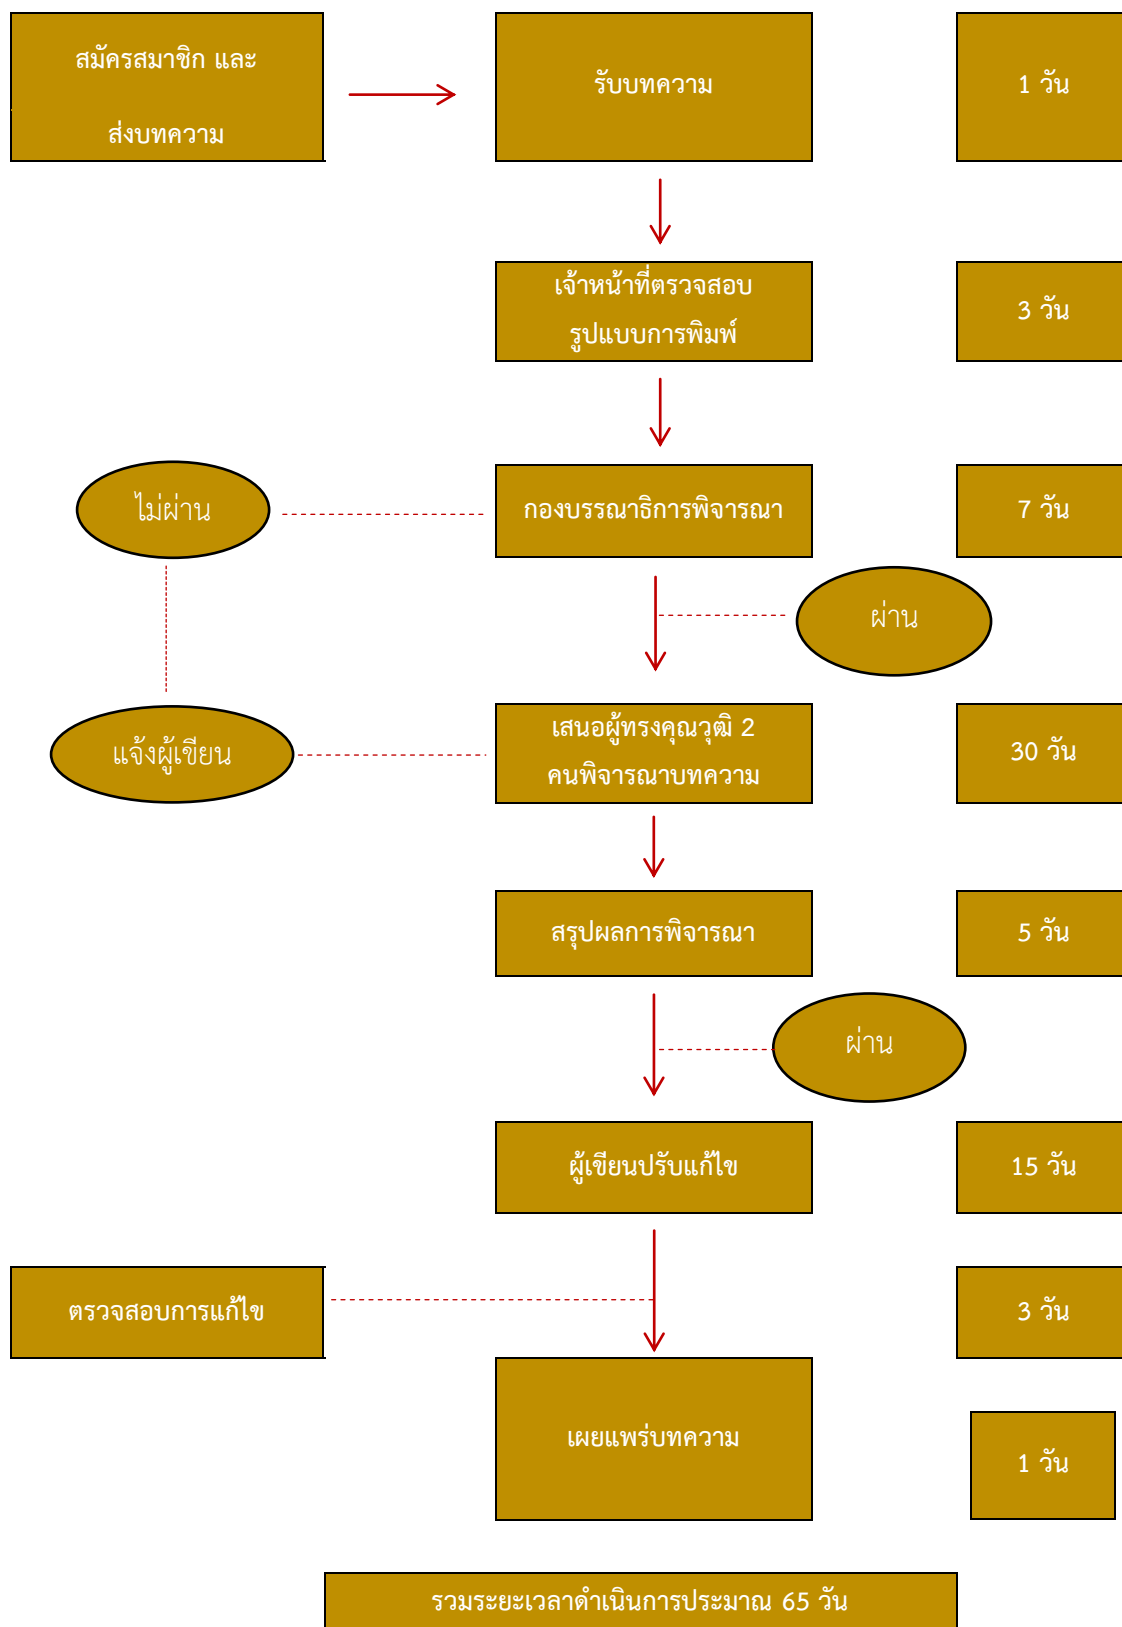 สมัครสมาชิก และ
ส่งบทความ
รับบทความ
1 วัน
เจ้าหน้าที่ตรวจสอบ
รูปแบบการพิมพ์
3 วัน
ไม่ผ่าน
กองบรรณาธิการพิจารณา
7 วัน
ผ่าน
แจ้งผู้เขียน
เสนอผู้ทรงคุณวุฒิ 2
คนพิจารณาบทความ
30 วัน
สรุปผลการพิจารณา
5 วัน
ผ่าน
ผู้เขียนปรับแก้ไข
15 วัน
ตรวจสอบการแก้ไข
3 วัน
เผยแพร่บทความ
1 วัน
รวมระยะเวลาดำเนินการประมาณ 65 วัน